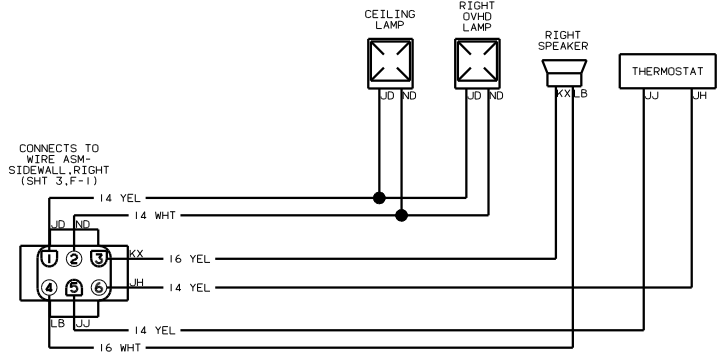 CEILING
LAMP
RIGHT
OVHD
LAMP
RIGHT
SPEAKER
THERMOSTAT
JD ND
JD ND
KX LB
JJ JH
CONNECTS TO
WIRE ASM-
SIDEWALL,RIGHT
(SHT 3,F-1)
14 YEL
14 WHT
JD ND
1 2 3
KX
16 YEL
4 5 6
JH
14 YEL
LB JJ
14 YEL
16 WHT